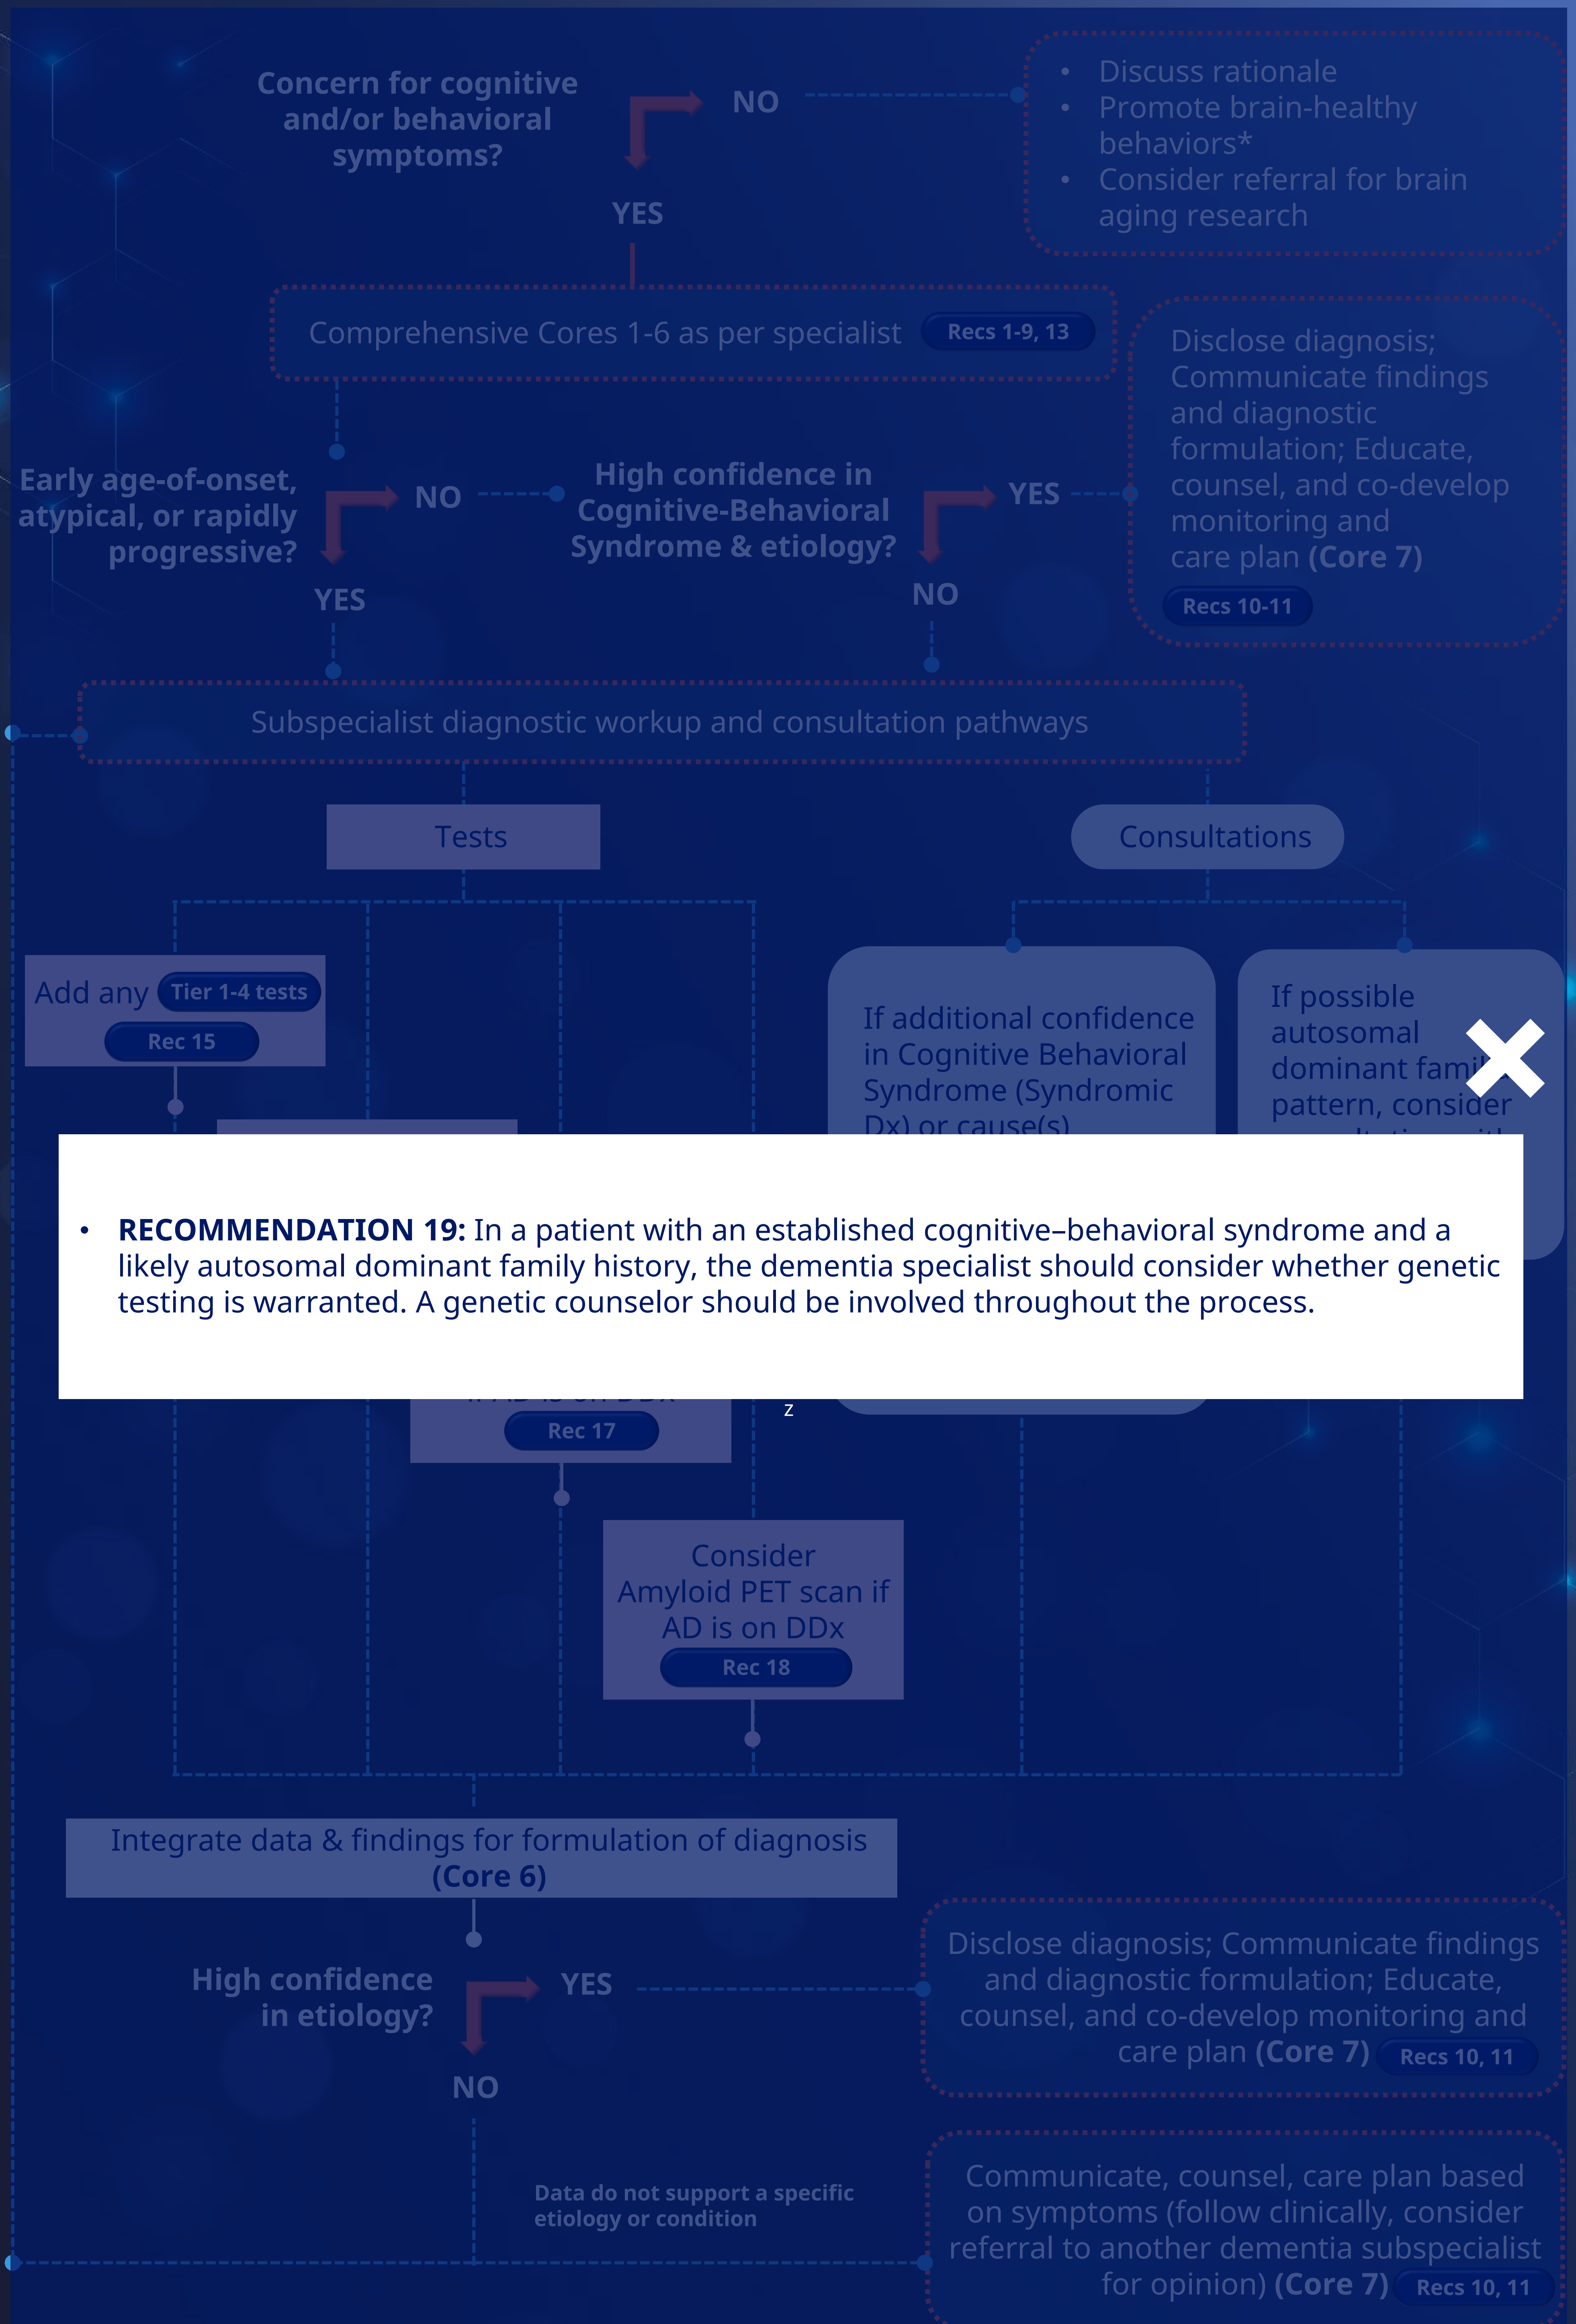 Concern for cognitive
and/or behavioral
symptoms?
NO
YES
• Discuss rationale
• Promote brain-healthy
behaviors*
• Consider referral for brain
aging research
Comprehensive Cores 1-6 as per specialist
Recs 1-9, 13
Early age-of-onset,
atypical, or rapidly
progressive?
NO
YES
High confidence in
Cognitive-Behavioral
Syndrome & etiology?
YES
NO
Disclose diagnosis;
Communicate findings
and diagnostic
formulation; Educate,
counsel, and co-develop
monitoring and
care plan (Core 7)
Recs 10-11
Subspecialist diagnostic workup and consultation pathways
Tests
Consultations
Add any Tier 1-4 tests
Rec 15
If additional confidence
in Cognitive Behavioral
Syndrome (Syndromic
Dx) or cause(s)
If possible
autosomal
dominant
pattern, consider
• RECOMMENDATION 19: In a patient with an established cognitive–behavioral syndrome and a
likely autosomal dominant family history, the dementia specialist should consider whether genetic
testing is warranted. A genetic counselor should be involved throughout the process.
z
Rec 17
Consider
Amyloid PET scan if
AD is on DDx
Rec 18
Integrate data & findings for formulation of diagnosis
(Core 6)
High confidence
in etiology?
YES
NO
Disclose diagnosis; Communicate findings
and diagnostic formulation; Educate,
counsel, and co-develop monitoring and
care plan (Core 7) Recs 10, 11
Data do not support a specific
etiology or condition
Communicate, counsel, care plan based
on symptoms (follow clinically, consider
referral to another dementia subspecialist
for opinion) (Core 7) Recs 10, 11